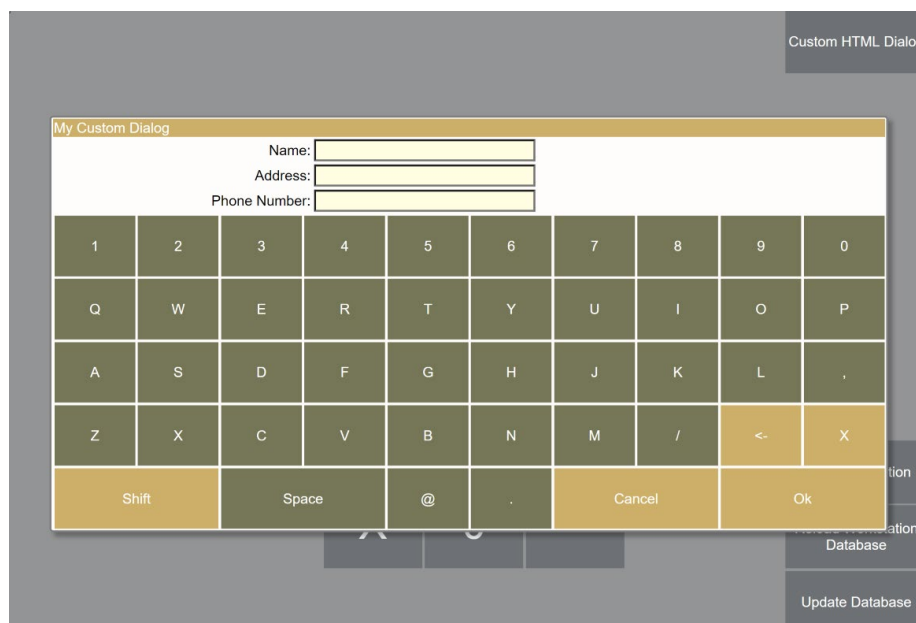 Custom HTML Dialo
My Custom Dialog
Name:
Address:
Phone Number:
1 2 3 4 5 6 7 8 9 0
Q W E R T Y U I O P
A S D F G H J K L ,
Z X C V B N M / <- X
tion
Shift Space @ . Cancel Ok
Database
Update Database